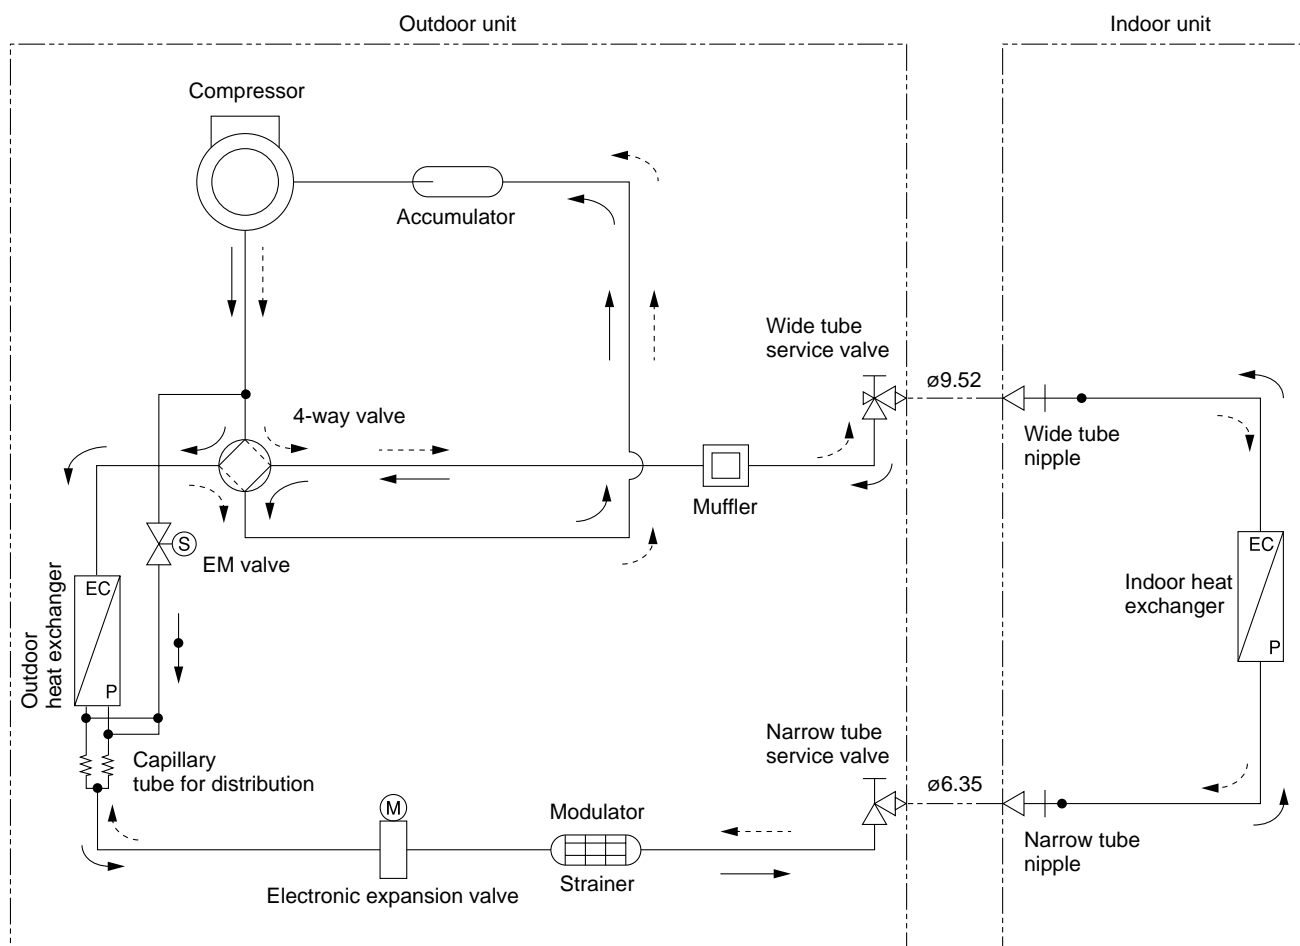 Outdoor unit
Indoor unit
Compressor
Accumulator
Wide tube
service valve
ø9.52
4-way valve
Wide tube
nipple
Muffler
S
EM valve
EC
P
Outdoor
heat exchanger
EC
P
Indoor heat
exchanger
Capillary
tube for distribution
Narrow tube
service valve
ø6.35
M
Modulator
Strainer
Electronic expansion valve
Narrow tube
nipple